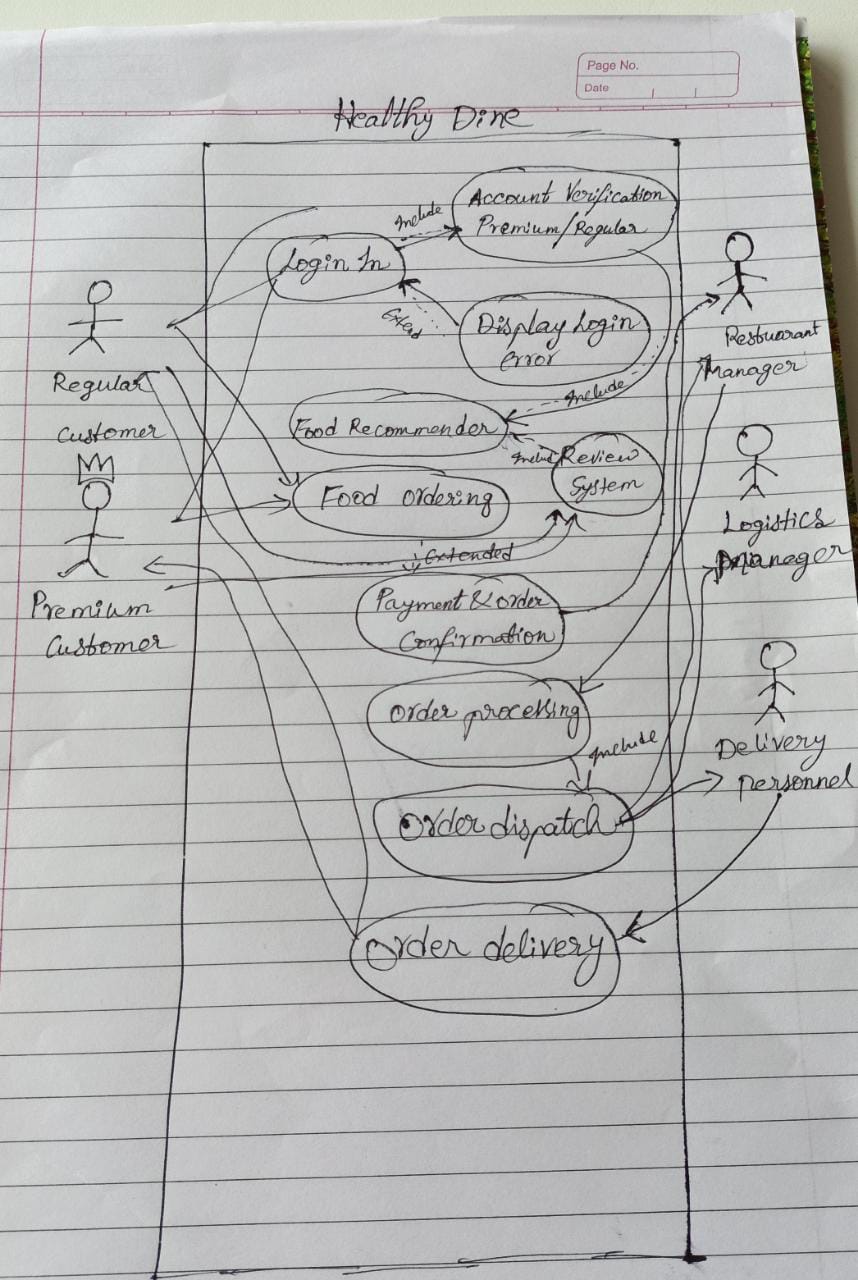 Page No.
Date
Healthy Dine
Account Verification
Premium/Regular
Include
Login In
Extend
Display Login
error
Restuarant
Manager
Regular
Customer
Include
Food Recommender
Review
System
Food ordering
Logistics
Manager
Extended
Premium
Customer
Payment & order
Confirmation
Order processing
Include
Delivery
personnel
Order dispatch
Order delivery